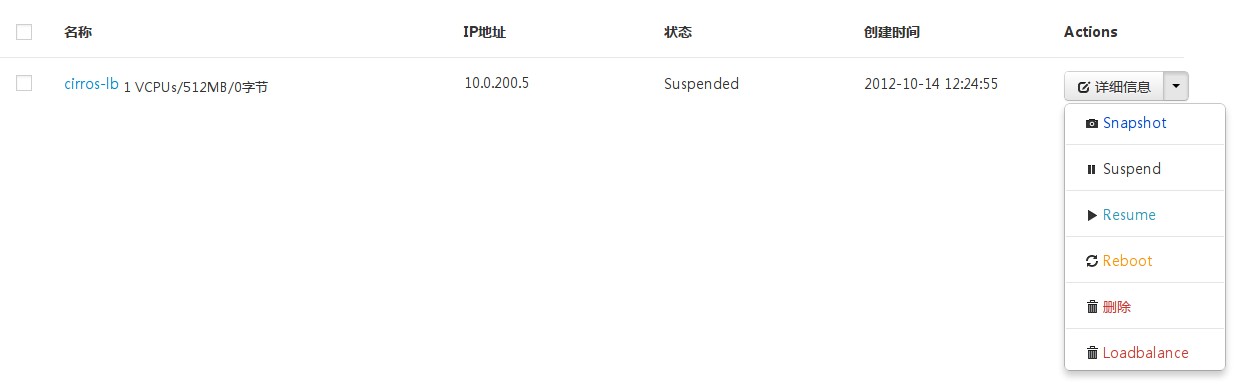 名称 IP地址 状态 创建时间 Actions
cirros-lb 1 VCPUs/512MB/0字节 10.0.200.5 Suspended 2012-10-14 12:24:55 详细信息
Snapshot
Suspend
Resume
Reboot
删除
Loadbalance